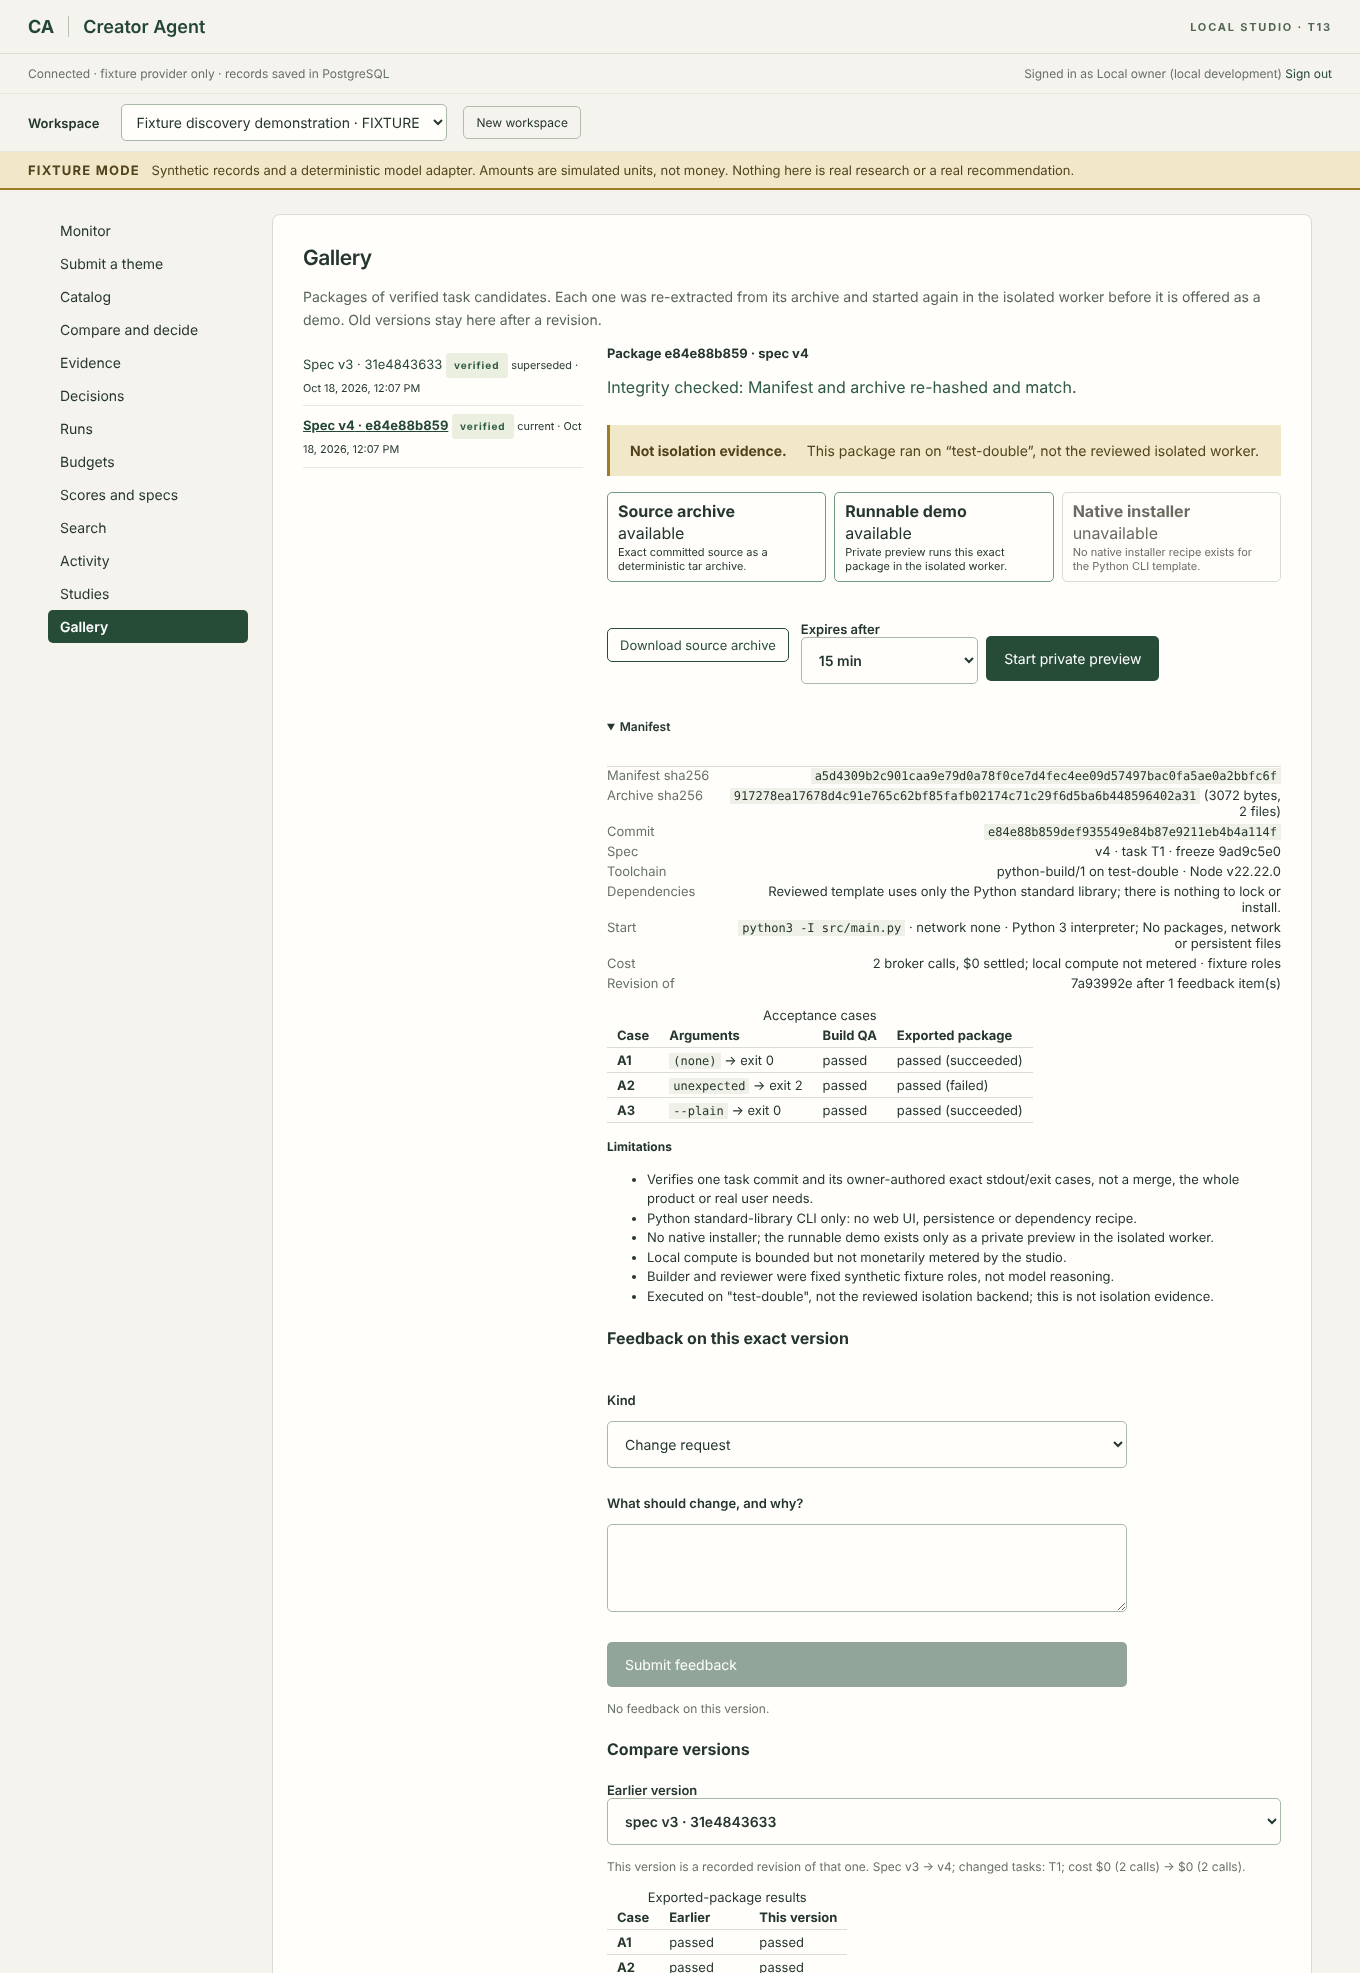 CA Creator Agent
LOCAL STUDIO · T13
Connected · fixture provider only · records saved in PostgreSQL
Signed in as Local owner (local development) Sign out
Workspace
Fixture discovery demonstration · FIXTURE
New workspace
FIXTURE MODE Synthetic records and a deterministic model adapter. Amounts are simulated units, not money. Nothing here is real research or a real recommendation.
Monitor
Submit a theme
Catalog
Compare and decide
Evidence
Decisions
Runs
Budgets
Scores and specs
Search
Activity
Studies
Gallery
Gallery
Packages of verified task candidates. Each one was re-extracted from its archive and started again in the isolated worker before it is offered as a
demo. Old versions stay here after a revision.
Spec v3 · 31e4843633 verified superseded ·
Oct 18, 2026, 12:07 PM
Spec v4 · e84e88b859 verified current · Oct
18, 2026, 12:07 PM
Package e84e88b859 · spec v4
Integrity checked: Manifest and archive re-hashed and match.
Not isolation evidence. This package ran on “test-double”, not the reviewed isolated worker.
Source archive
available
Exact committed source as a
deterministic tar archive.
Runnable demo
available
Private preview runs this exact
package in the isolated worker.
Native installer
unavailable
No native installer recipe exists for
the Python CLI template.
Download source archive
Expires after
15 min
Start private preview
▼ Manifest
Manifest sha256 a5d4309b2c901caa9e79d0a78f0ce7d4fec4ee09d57497bac0fa5ae0a2bbfc6f
Archive sha256 917278ea17678d4c91e765c62bf85fafb02174c71c29f6d5ba6b448596402a31 (3072 bytes,
2 files)
Commit e84e88b859def935549e84b87e9211eb4b4a114f
Spec v4 · task T1 · freeze 9ad9c5e0
Toolchain python-build/1 on test-double · Node v22.22.0
Dependencies Reviewed template uses only the Python standard library; there is nothing to lock or
install.
Start python3 -I src/main.py · network none · Python 3 interpreter; No packages, network
or persistent files
Cost 2 broker calls, $0 settled; local compute not metered · fixture roles
Revision of 7a93992e after 1 feedback item(s)
Acceptance cases
Case Arguments Build QA Exported package
A1 (none) → exit 0 passed passed (succeeded)
A2 unexpected → exit 2 passed passed (failed)
A3 --plain → exit 0 passed passed (succeeded)
Limitations
• Verifies one task commit and its owner-authored exact stdout/exit cases, not a merge, the whole
product or real user needs.
• Python standard-library CLI only: no web UI, persistence or dependency recipe.
• No native installer; the runnable demo exists only as a private preview in the isolated worker.
• Local compute is bounded but not monetarily metered by the studio.
• Builder and reviewer were fixed synthetic fixture roles, not model reasoning.
• Executed on "test-double", not the reviewed isolation backend; this is not isolation evidence.
Feedback on this exact version
Kind
Change request
What should change, and why?
Submit feedback
No feedback on this version.
Compare versions
Earlier version
spec v3 · 31e4843633
This version is a recorded revision of that one. Spec v3 → v4; changed tasks: T1; cost $0 (2 calls) → $0 (2 calls).
Exported-package results
Case Earlier This version
A1 passed passed
A2 passed passed